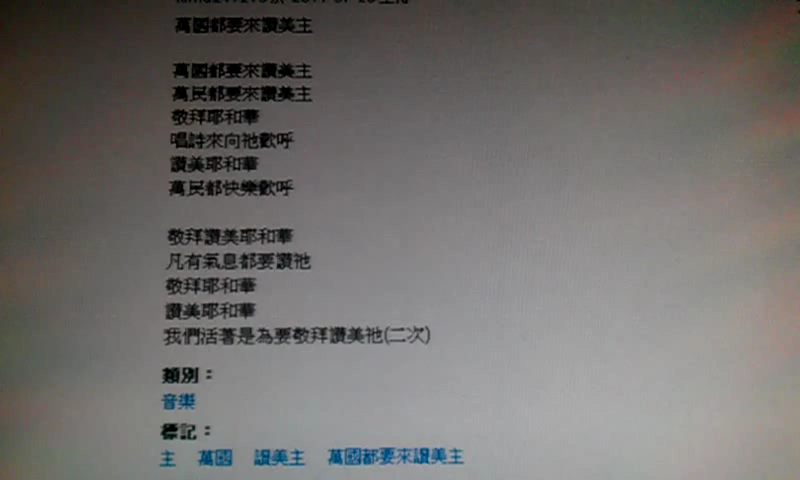 萬國都要來讚美主
萬國都要來讚美主
萬民都要來讚美主
敬拜耶和華
唱詩來向祂歡呼
讚美耶和華
萬民都快樂歡呼
敬拜讚美耶和華
凡有氣息都要讚祂
敬拜耶和華
讚美耶和華
我們活著是為要敬拜讚美祂(二次)
類別：
音樂
標記：
主 萬國 讚美主 萬國都要來讚美主